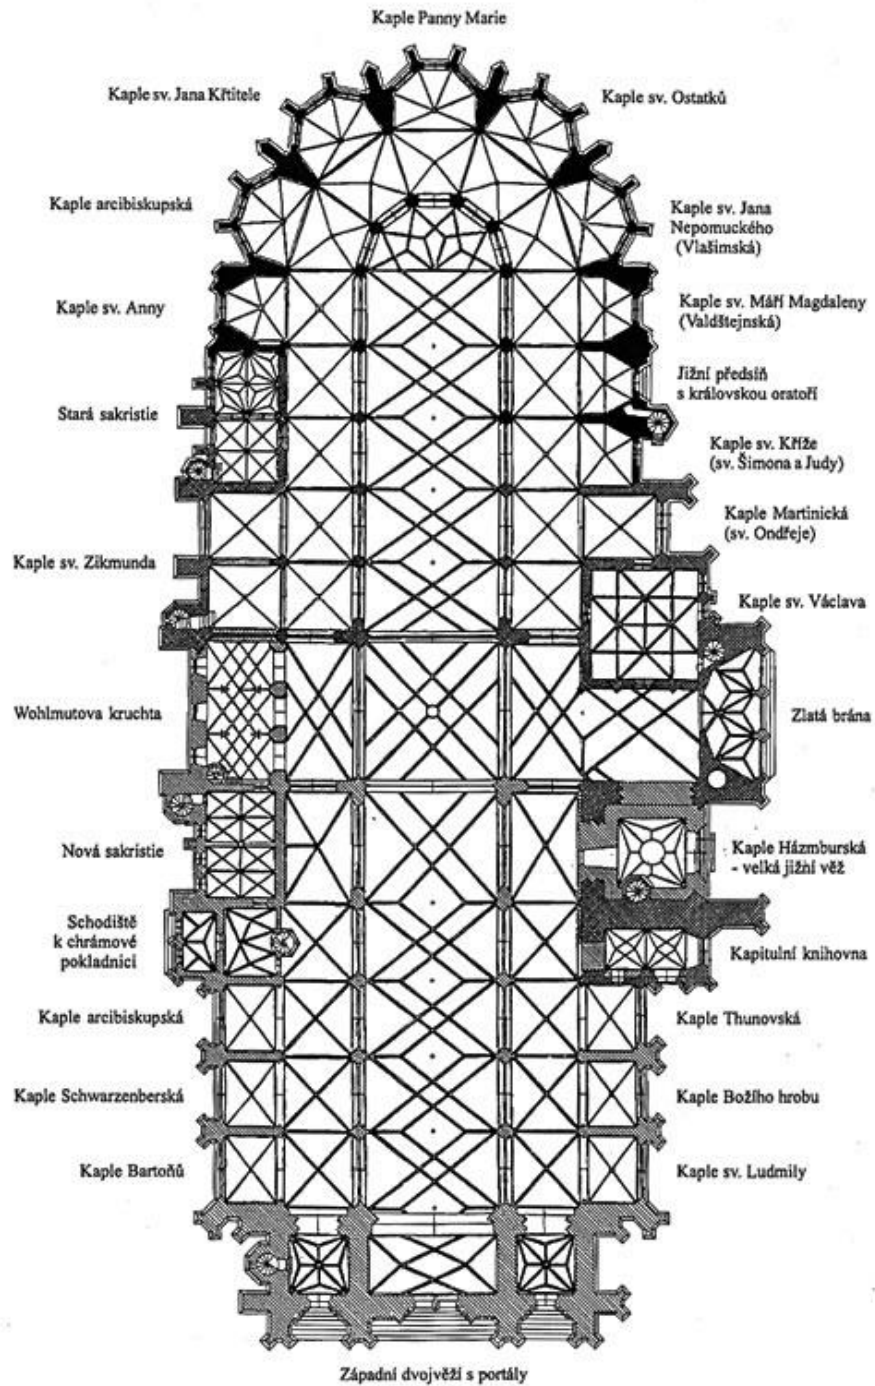 Kaple Panny Marie
Kaple sv. Jana Křtitele
Kaple sv. Ostatků
Kaple arcibiskupská
Kaple sv. Jana
Nepomuckého
(Vlašimská)
Kaple sv. Anny
Kaple sv. Máří Magdaleny
(Valdštejnská)
Jižní předsíň
s královskou oratoří
Stará sakristie
Kaple sv. Kříže
(sv. Šimona a Judy)
Kaple Martinická
(sv. Ondřeje)
Kaple sv. Zikmunda
Kaple sv. Václava
Wohlmutova kruchta
Zlatá brána
Nová sakristie
Kaple Házmburská
- velká jižní věž
Schodiště
k chrámové
pokladnici
Kapitulní knihovna
Kaple arcibiskupská
Kaple Thunovská
Kaple Schwarzenberská
Kaple Božího hrobu
Kaple Bartoňů
Kaple sv. Ludmily
Západní dvojvěží s portály